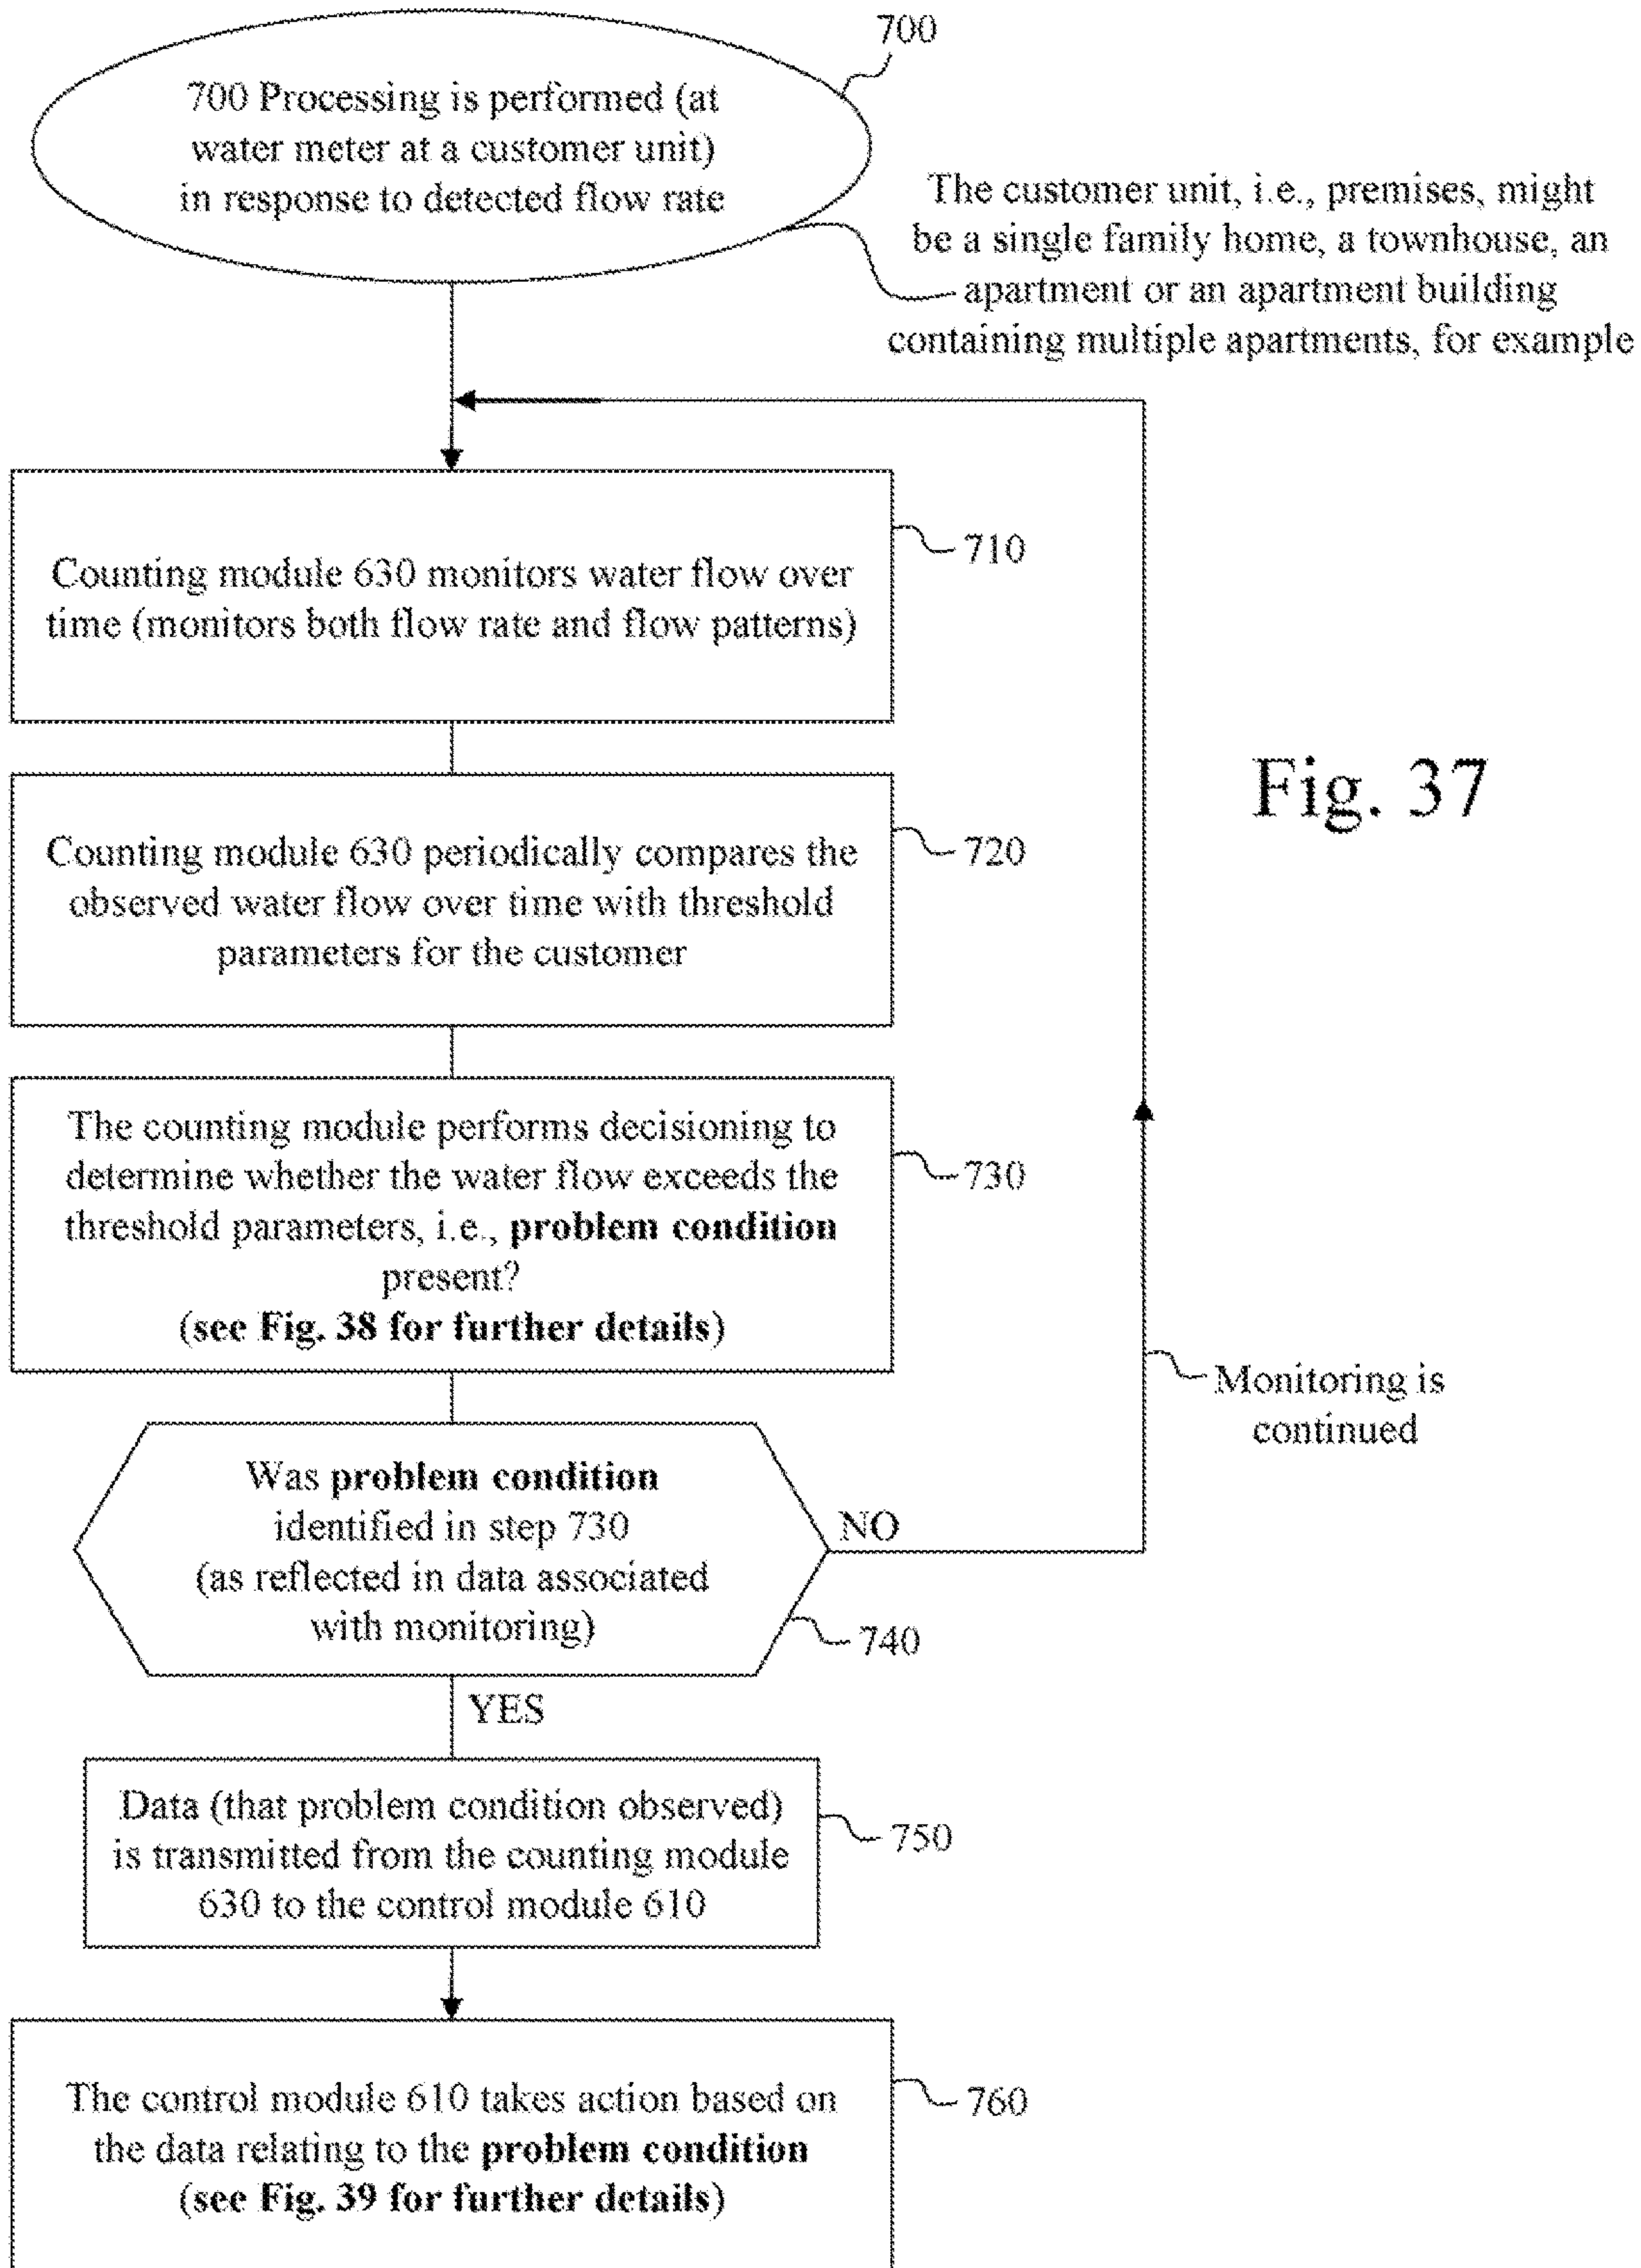 700
700 Processing is performed (at
water meter at a customer unit)
in response to detected flow rate
The customer unit, i.e., premises, might
be a single family home, a townhouse, an
apartment or an apartment building
containing multiple apartments, for example
710
Counting module 630 monitors water flow over
time (monitors both flow rate and flow patterns)
Fig. 37
720
Counting module 630 periodically compares the
observed water flow over time with threshold
parameters for the customer
The counting module performs decisioning to
determine whether the water flow exceeds the
730
threshold parameters, i.e., problem condition
present?
(see Fig. 38 for further details)
Monitoring is
continued
Was problem condition
identified in step 730
(as reflected in data associated
with monitoring)
NO
740
YES
Data (that problem condition observed)
is transmitted from the counting module
630 to the control module 610
750
The control module 610 takes action based on
the data relating to the problem condition
(see Fig. 39 for further details)
760